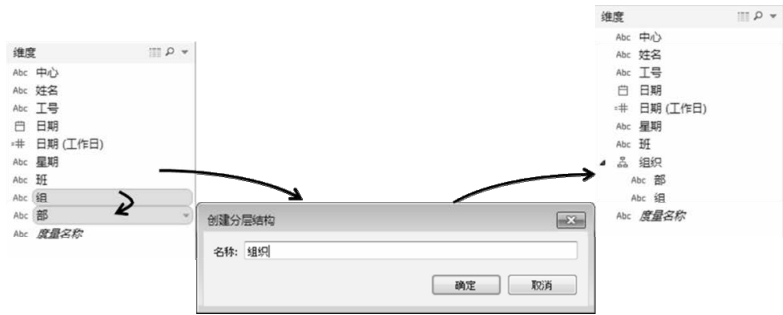 维度
Abc 中心
Abc 姓名
Abc 工号
日期
# 日期 (工作日)
Abc 星期
Abc 班
Abc 组
Abc 部
Abc 度量名称
创建分层结构
名称: 组织
确定 取消
维度
Abc 中心
Abc 姓名
Abc 工号
日期
# 日期 (工作日)
Abc 星期
Abc 班
组织
Abc 部
Abc 组
Abc 度量名称